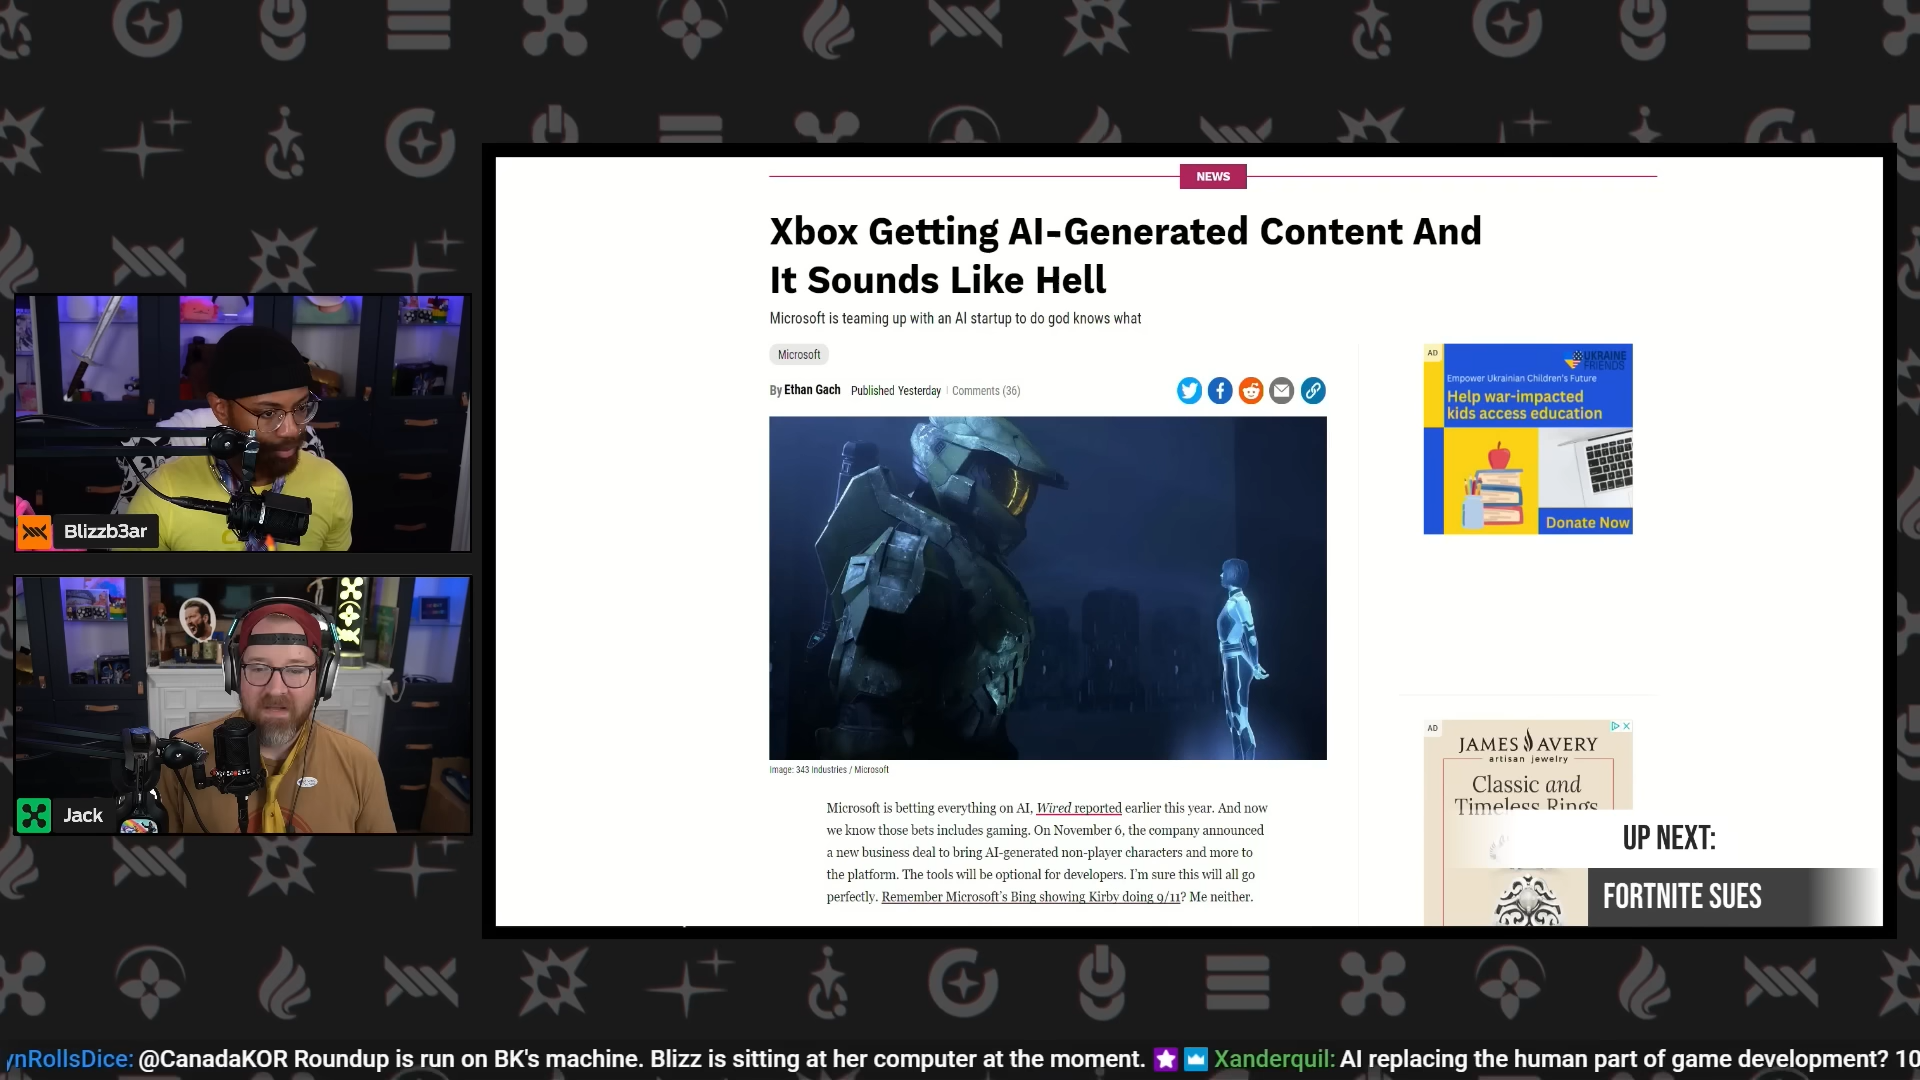 NEWS
Xbox Getting AI-Generated Content And
It Sounds Like Hell
Microsoft is teaming up with an AI startup to do god knows what
Microsoft
By Ethan Gach Published Yesterday Comments (36)
Image: 343 Industries / Microsoft
Microsoft is betting everything on AI, Wired reported earlier this year. And now
we know those bets includes gaming. On November 6, the company announced
a new business deal to bring AI-generated non-player characters and more to
the platform. The tools will be optional for developers. I'm sure this will all go
perfectly. Remember Microsoft's Bing showing Kirby doing 9/11? Me neither.
AD
UKRAINE
FRIENDS
Empower Ukrainian Children's Future
Help war-impacted
kids access education
Donate Now
AD
JAMES AVERY
artisan jewelry
Classic and
Timeless Rings
UP NEXT:
FORTNITE SUES
Blizzb3ar
Jack
ynRollsDice: @CanadaKOR Roundup is run on BK's machine. Blizz is sitting at her computer at the moment. Xanderquil: AI replacing the human part of game development? 10